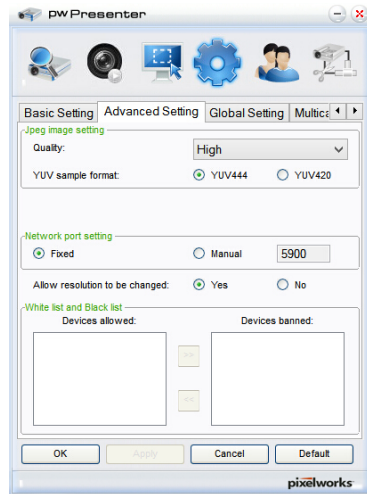 pwPresenter
Basic Setting Advanced Setting Global Setting Multica
Jpeg image setting
Quality: High
YUV sample format: YUV444 YUV420
Network port setting
Fixed Manual 5900
Allow resolution to be changed: Yes No
White list and Black list
Devices allowed: Devices banned:
>>
<<
OK Apply Cancel Default
pixelworks